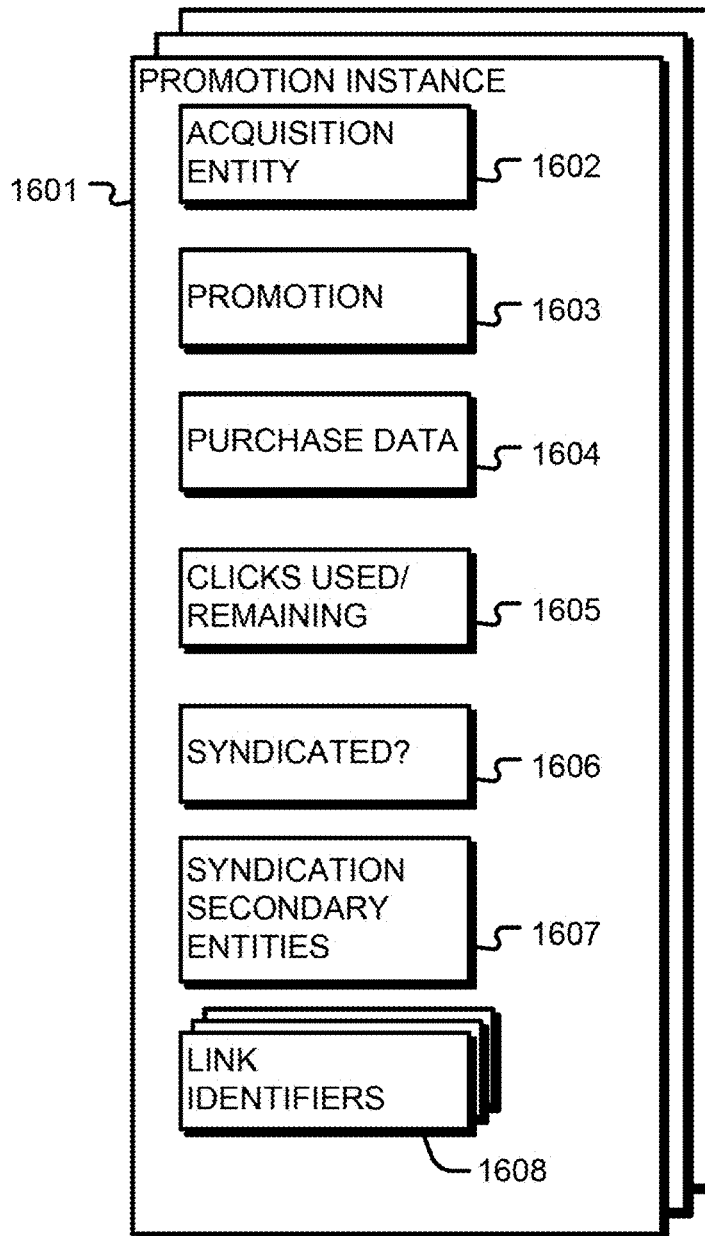 PROMOTION INSTANCE
ACQUISITION
ENTITY
1602
1601
PROMOTION
1603
PURCHASE DATA
1604
CLICKS USED/
REMAINING
1605
SYNDICATED?
1606
SYNDICATION
SECONDARY
ENTITIES
1607
LINK
IDENTIFIERS
1608